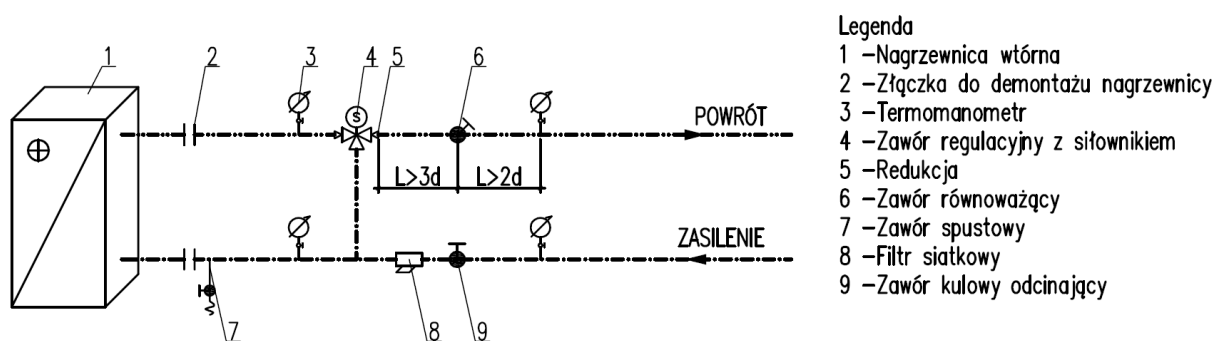 1 2 3 4 5 6
Ś
POWRÓT
L>3d L>2d
ZASILENIE
7 8 9
Legenda
1 –Nagrzewnica wtórna
2 –Złączka do demontażu nagrzewnicy
3 –Termomanometr
4 –Zawór regulacyjny z siłownikiem
5 –Redukcja
6 –Zawór równoważący
7 –Zawór spustowy
8 –Filtr siatkowy
9 –Zawór kulowy odcinający